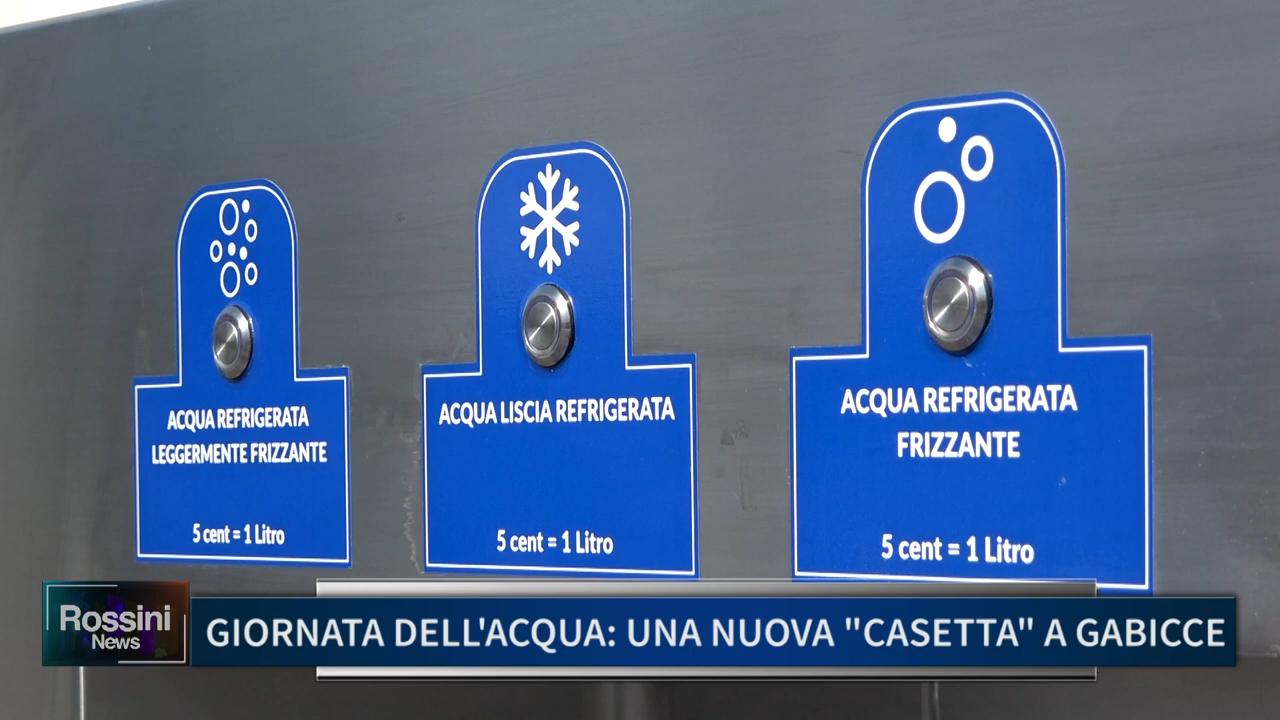 ACQUA REFRIGERATA
LEGGERMENTE FRIZZANTE
5 cent = 1 Litro
ACQUA LISCIA REFRIGERATA
5 cent = 1 Litro
ACQUA REFRIGERATA
FRIZZANTE
5 cent = 1 Litro
Rossini
News
GIORNATA DELL'ACQUA: UNA NUOVA "CASETTA" A GABICCE